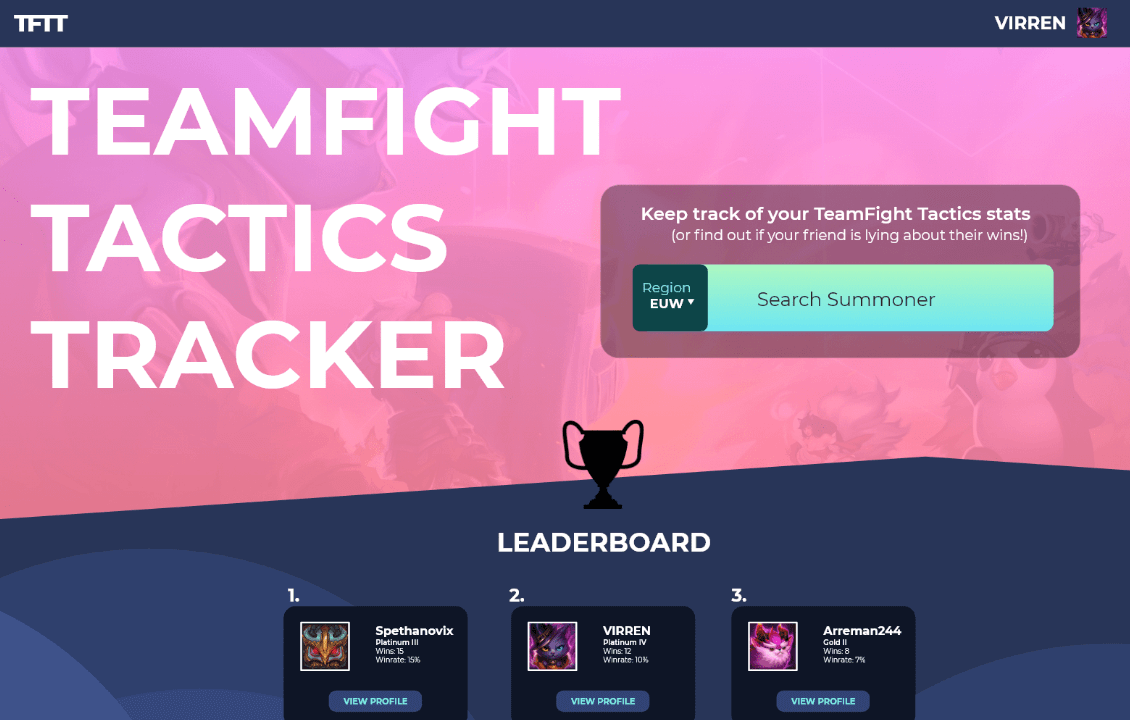 TFTT
VIRREN
TEAMFIGHT
TACTICS
TRACKER
Keep track of your TeamFight Tactics stats
(or find out if your friend is lying about their wins!)
Region
EUW
Search Summoner
LEADERBOARD
1.
Spethanovix
Platinum III
Wins: 15
Winrate: 15%
VIEW PROFILE
2.
VIRREN
Platinum IV
Wins: 12
Winrate: 10%
VIEW PROFILE
3.
Arreman244
Gold II
Wins: 8
Winrate: 7%
VIEW PROFILE